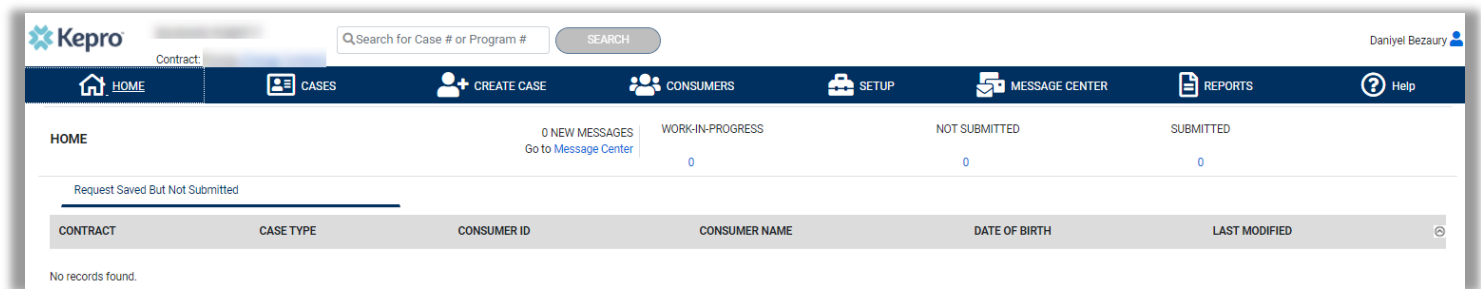 Kepro
Contract:
Search for Case # or Program #
SEARCH
Daniyel Bezaury
HOME
CASES
CREATE CASE
CONSUMERS
SETUP
MESSAGE CENTER
REPORTS
Help
HOME
0 NEW MESSAGES
Go to Message Center
WORK-IN-PROGRESS
0
NOT SUBMITTED
0
SUBMITTED
0
Request Saved But Not Submitted
CONTRACT CASE TYPE CONSUMER ID CONSUMER NAME DATE OF BIRTH LAST MODIFIED
No records found.